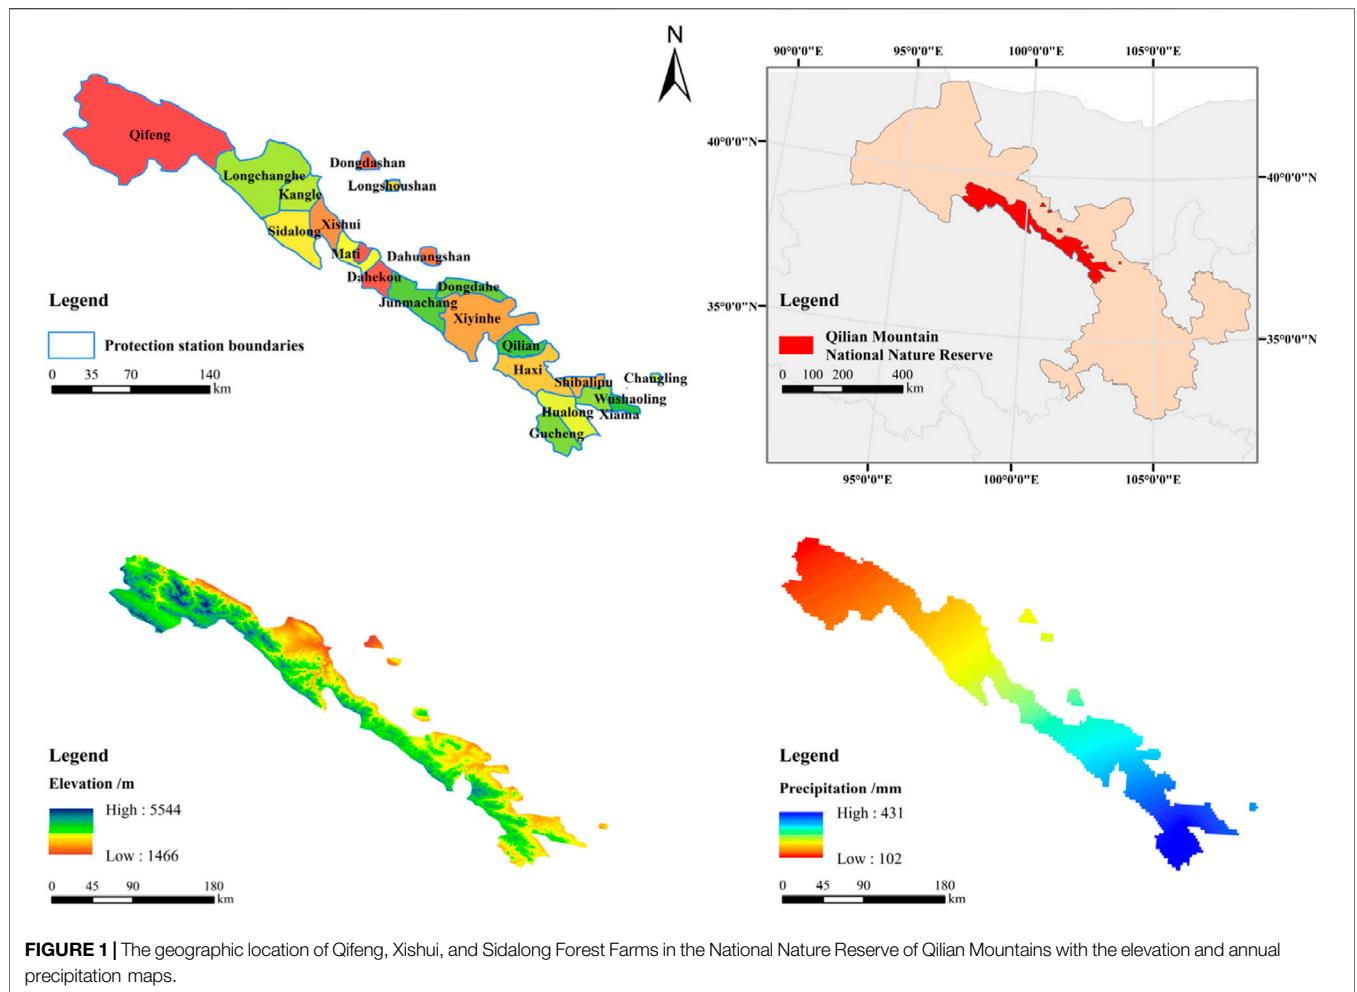 N
Qifeng
Dongdashan
Longchanghe
Longshoushan
Kangle
Xishui
Sidalong
Mati
Dahuangshan
Dahekou
Dongdahe
Junmachang
Xiyinhe
Qilian
Haxi
Shibalipu
Changling
Wushaoling
Hualong
Xiama
Gucheng
Legend
Protection station boundaries
0 35 70 140
km
90°0'0"E 95°0'0"E 100°0'0"E 105°0'0"E
40°0'0"N
40°0'0"N
35°0'0"N
35°0'0"N
Legend
Qilian Mountain
National Nature Reserve
0 100 200 400
km
95°0'0"E 100°0'0"E 105°0'0"E
Legend
Elevation /m
High : 5544
Low : 1466
0 45 90 180
km
Legend
Precipitation /mm
High : 431
Low : 102
0 45 90 180
km
FIGURE 1 | The geographic location of Qifeng, Xishui, and Sidalong Forest Farms in the National Nature Reserve of Qilian Mountains with the elevation and annual
precipitation maps.